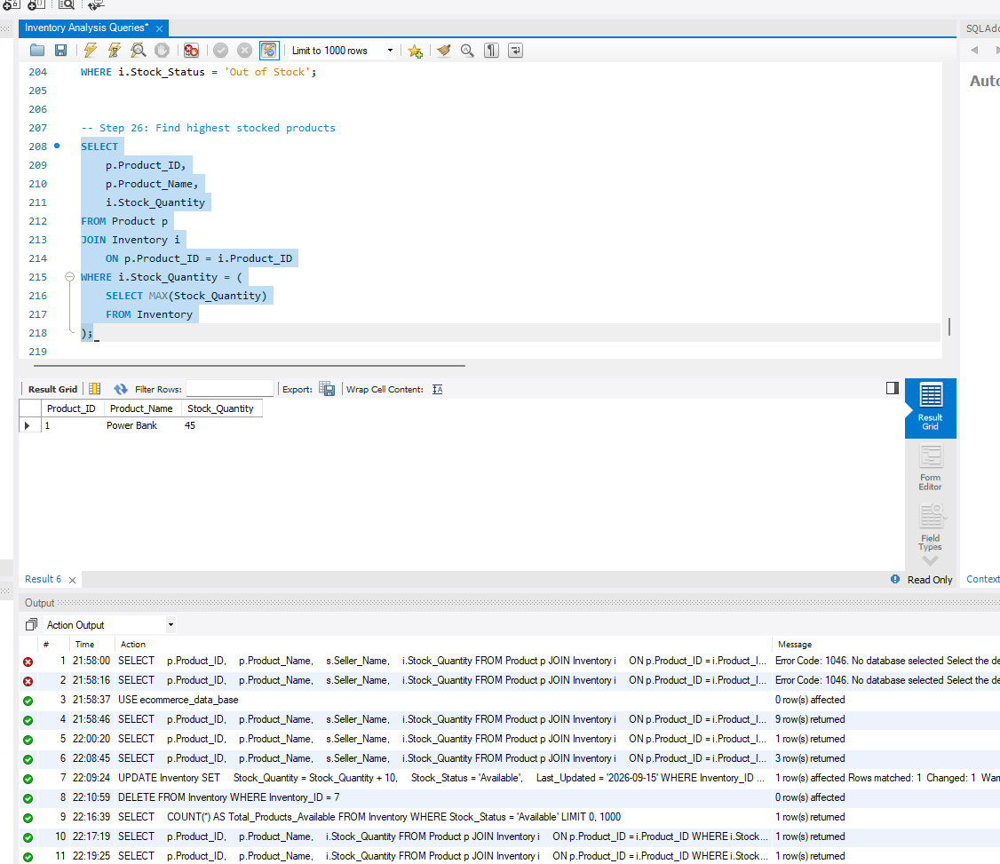 Inventory Analysis Queries*
SQLAdd
Limit to 1000 rows
204 WHERE i.Stock_Status = 'Out of Stock';
Auto
205
206
207 -- Step 26: Find highest stocked products
208 SELECT
209 p.Product_ID,
210 p.Product_Name,
211 i.Stock_Quantity
212 FROM Product p
213 JOIN Inventory i
214 ON p.Product_ID = i.Product_ID
215 WHERE i.Stock_Quantity = (
216 SELECT MAX(Stock_Quantity)
217 FROM Inventory
218 );
219
Result Grid Filter Rows: Export: Wrap Cell Content:
Product_ID Product_Name Stock_Quantity
1 Power Bank 45
Result
Grid
Form
Editor
Field
Types
Result 6
Read Only
Context
Output
Action Output
# Time Action Message
1 21:58:00 SELECT p.Product_ID, p.Product_Name, s.Seller_Name, i.Stock_Quantity FROM Product p JOIN Inventory i ON p.Product_ID = i.Product_I... Error Code: 1046. No database selected Select the de
2 21:58:16 SELECT p.Product_ID, p.Product_Name, s.Seller_Name, i.Stock_Quantity FROM Product p JOIN Inventory i ON p.Product_ID = i.Product_I... Error Code: 1046. No database selected Select the de
3 21:58:37 USE ecommerce_data_base 0 row(s) affected
4 21:58:46 SELECT p.Product_ID, p.Product_Name, s.Seller_Name, i.Stock_Quantity FROM Product p JOIN Inventory i ON p.Product_ID = i.Product_I... 9 row(s) returned
5 22:00:20 SELECT p.Product_ID, p.Product_Name, s.Seller_Name, i.Stock_Quantity FROM Product p JOIN Inventory i ON p.Product_ID = i.Product_I... 1 row(s) returned
6 22:08:45 SELECT p.Product_ID, p.Product_Name, s.Seller_Name, i.Stock_Quantity FROM Product p JOIN Inventory i ON p.Product_ID = i.Product_I... 3 row(s) returned
7 22:09:24 UPDATE Inventory SET Stock_Quantity = Stock_Quantity + 10, Stock_Status = 'Available', Last_Updated = '2026-09-15' WHERE Inventory_ID ... 1 row(s) affected Rows matched: 1 Changed: 1 War
8 22:10:59 DELETE FROM Inventory WHERE Inventory_ID = 7 0 row(s) affected
9 22:16:39 SELECT COUNT(*) AS Total_Products_Available FROM Inventory WHERE Stock_Status = 'Available' LIMIT 0, 1000 1 row(s) returned
10 22:17:19 SELECT p.Product_ID, p.Product_Name, i.Stock_Quantity FROM Product p JOIN Inventory i ON p.Product_ID = i.Product_ID WHERE i.Stock... 1 row(s) returned
11 22:19:25 SELECT p.Product_ID, p.Product_Name, i.Stock_Quantity FROM Product p JOIN Inventory i ON p.Product_ID = i.Product_ID WHERE i.Stock... 1 row(s) returned